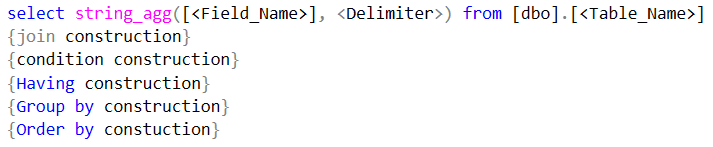 select string_agg([<Field_Name>], <Delimiter>) from [dbo].[<Table_Name>]
{join construction}
{condition construction}
{Having construction}
{Group by construction}
{Order by constuction}